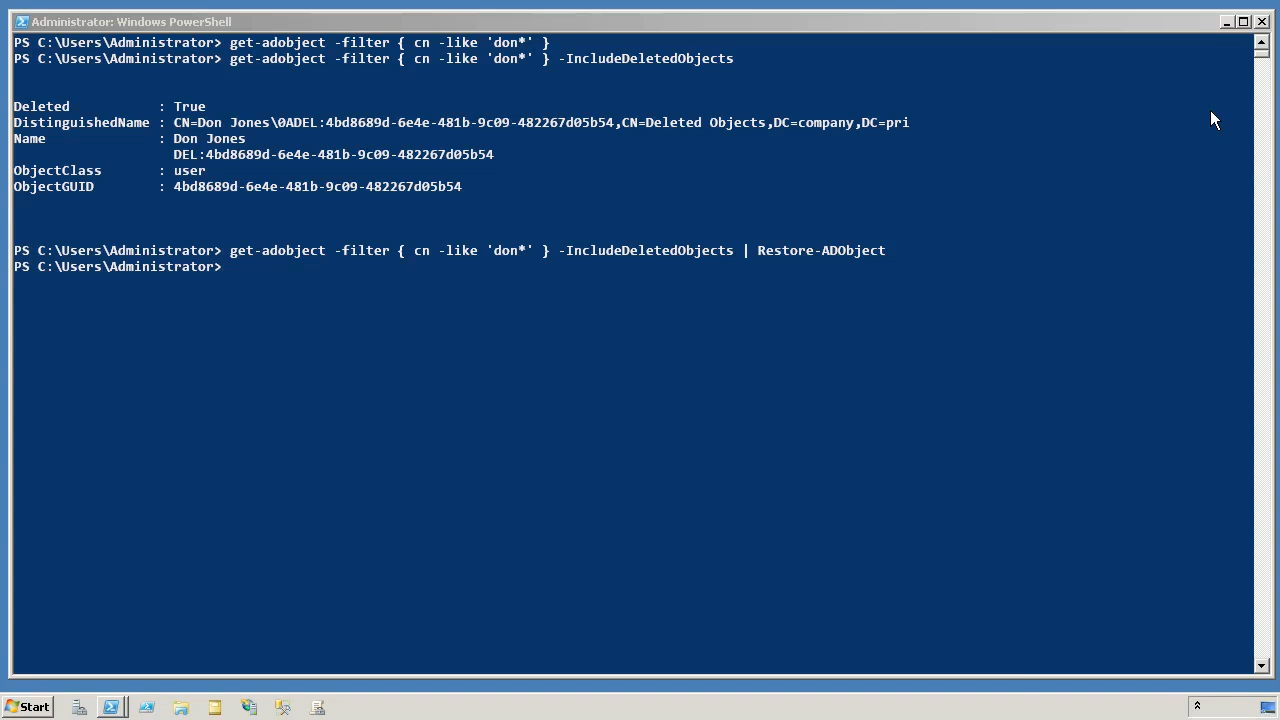 Administrator: Windows PowerShell
PS C:\Users\Administrator> get-adobject -filter { cn -like 'don*' }
PS C:\Users\Administrator> get-adobject -filter { cn -like 'don*' } -IncludeDeletedObjects
Deleted : True
DistinguishedName : CN=Don Jones\0ADEL:4bd8689d-6e4e-481b-9c09-482267d05b54,CN=Deleted Objects,DC=company,DC=pri
Name : Don Jones
DEL:4bd8689d-6e4e-481b-9c09-482267d05b54
ObjectClass : user
ObjectGUID : 4bd8689d-6e4e-481b-9c09-482267d05b54
PS C:\Users\Administrator> get-adobject -filter { cn -like 'don*' } -IncludeDeletedObjects | Restore-ADObject
PS C:\Users\Administrator>
Start